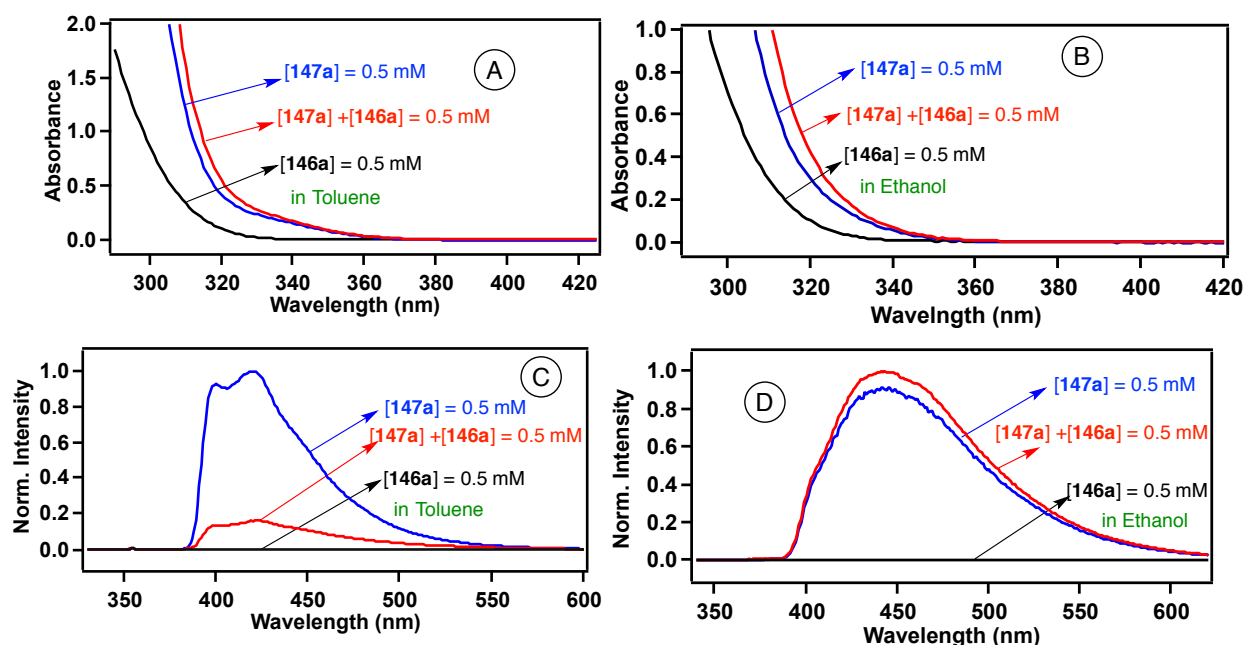 A
Absorbance
2.0
1.5
1.0
0.5
0.0
[147a] = 0.5 mM
[147a] +[146a] = 0.5 mM
[146a] = 0.5 mM
in Toluene
300 320 340 360 380 400 420
Wavelength (nm)
B
Absorbance
1.0
0.8
0.6
0.4
0.2
0.0
[147a] = 0.5 mM
[147a] +[146a] = 0.5 mM
[146a] = 0.5 mM
in Ethanol
300 320 340 360 380 400 420
Wavelngth (nm)
C
Norm. Intensity
1.0
0.8
0.6
0.4
0.2
0.0
[147a] = 0.5 mM
[147a] +[146a] = 0.5 mM
[146a] = 0.5 mM
in Toluene
350 400 450 500 550 600
Wavelength (nm)
D
Norm. Intensity
1.0
0.8
0.6
0.4
0.2
0.0
[147a] = 0.5 mM
[147a] +[146a] = 0.5 mM
[146a] = 0.5 mM
in Ethanol
350 400 450 500 550 600
Wavelength (nm)